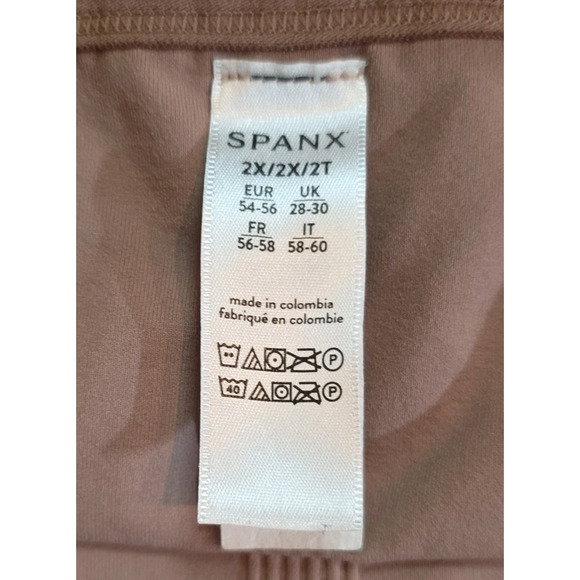 SPANX
2X/2X/2T
EUR UK
54-56 28-30
FR IT
56-58 58-60
made in colombia
fabriqué en colombie
P
40 P